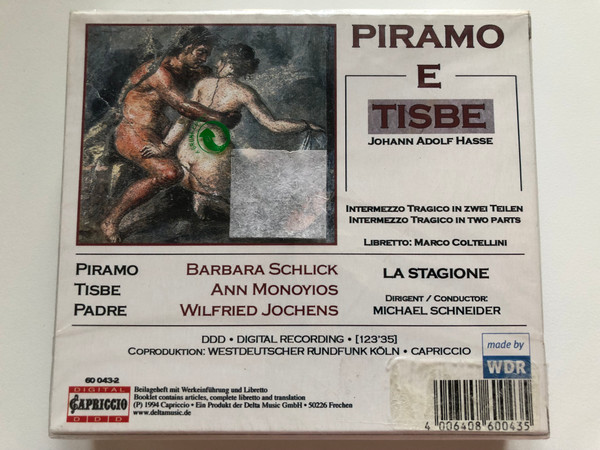 PIRAMO
E
TISBE
JOHANN ADOLF HASSE
INTERMEZZO TRAGICO IN ZWEI TEILEN
INTERMEZZO TRAGICO IN TWO PARTS
LIBRETTO: MARCO COLTELLINI
PIRAMO BARBARA SCHLICK
TISBE ANN MONOYIOS
PADRE WILFRIED JOCHENS
LA STAGIONE
DIRIGENT / CONDUCTOR:
MICHAEL SCHNEIDER
DDD • DIGITAL RECORDING • [123'35]
COPRODUKTION: WESTDEUTSCHER RUNDFUNK KÖLN • CAPRICCIO
made by
WDR
60 043-2
DIGITAL
CAPRICCIO
DDD
Beilageheft mit Werkeinführung und Libretto
Booklet contains articles, complete libretto and translation
(P) 1994 Capriccio • Ein Produkt der Delta Music GmbH • 50226 Frechen
www.deltamusic.de
4 006408 600435